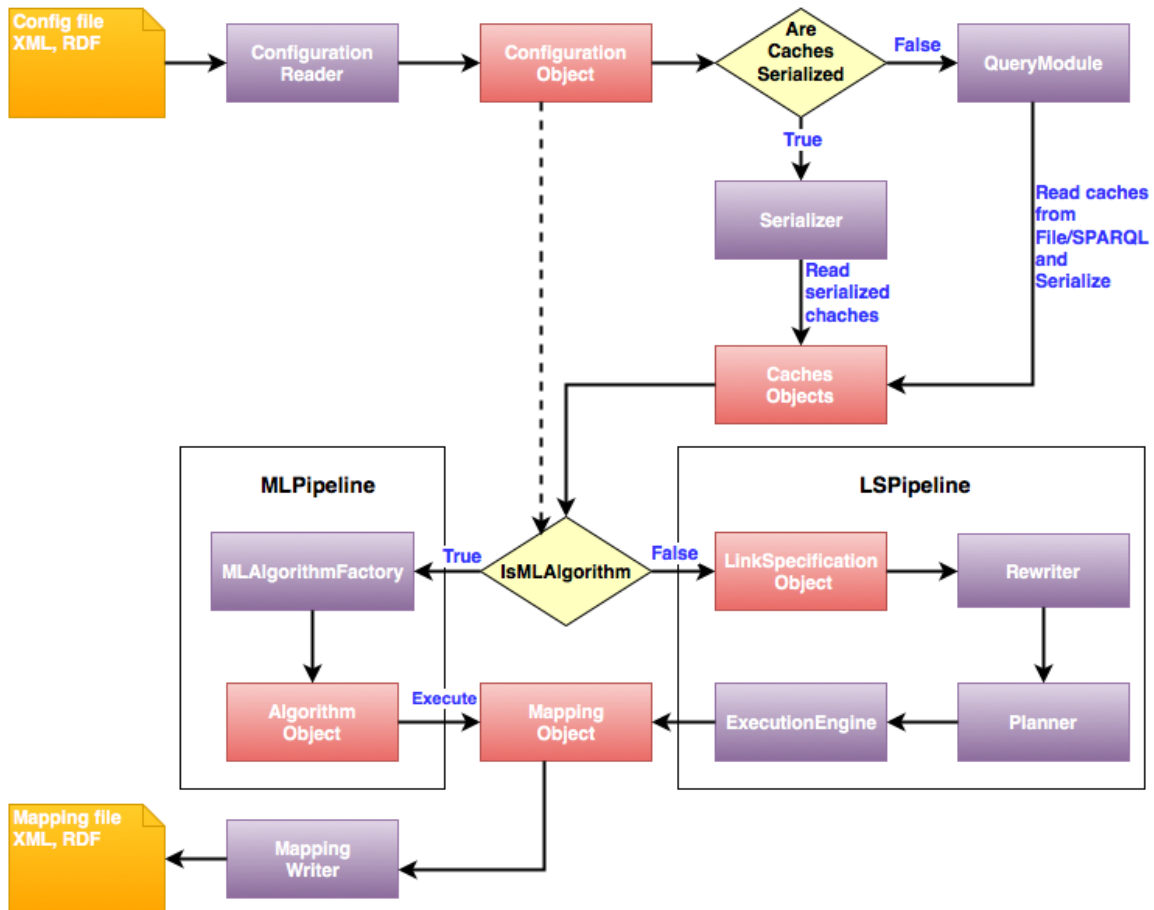 Config file
XML, RDF
Configuration
Reader
Configuration
Object
Are
Caches
Serialized
False
QueryModule
True
Serializer
Read caches
from
File/SPARQL
and
Serialize
Read
serialized
chaches
Caches
Objects
MLPipeline
LSPipeline
MLAlgorithmFactory
True
IsMLAlgorithm
False
LinkSpecification
Object
Rewriter
Algorithm
Object
Execute
Mapping
Object
ExecutionEngine
Planner
Mapping file
XML, RDF
Mapping
Writer